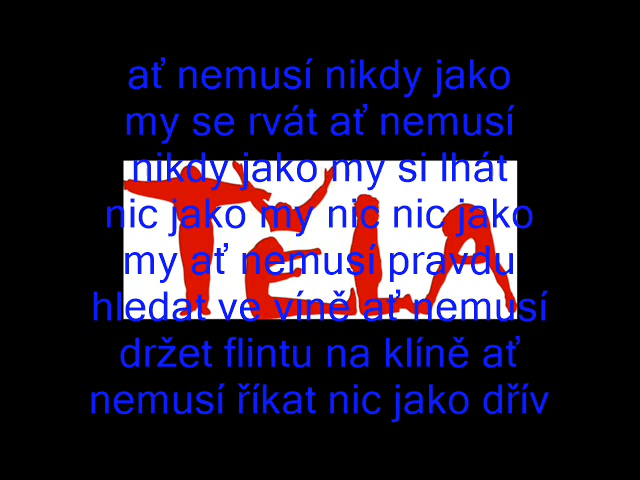 ať nemusí nikdy jako
my se rvát ať nemusí
nikdy jako my si lhát
nic jako my nic nic jako
my ať nemusí pravdu
hledat ve víně ať nemusí
držet flintu na klíně ať
nemusí říkat nic jako dřív
TĚLA